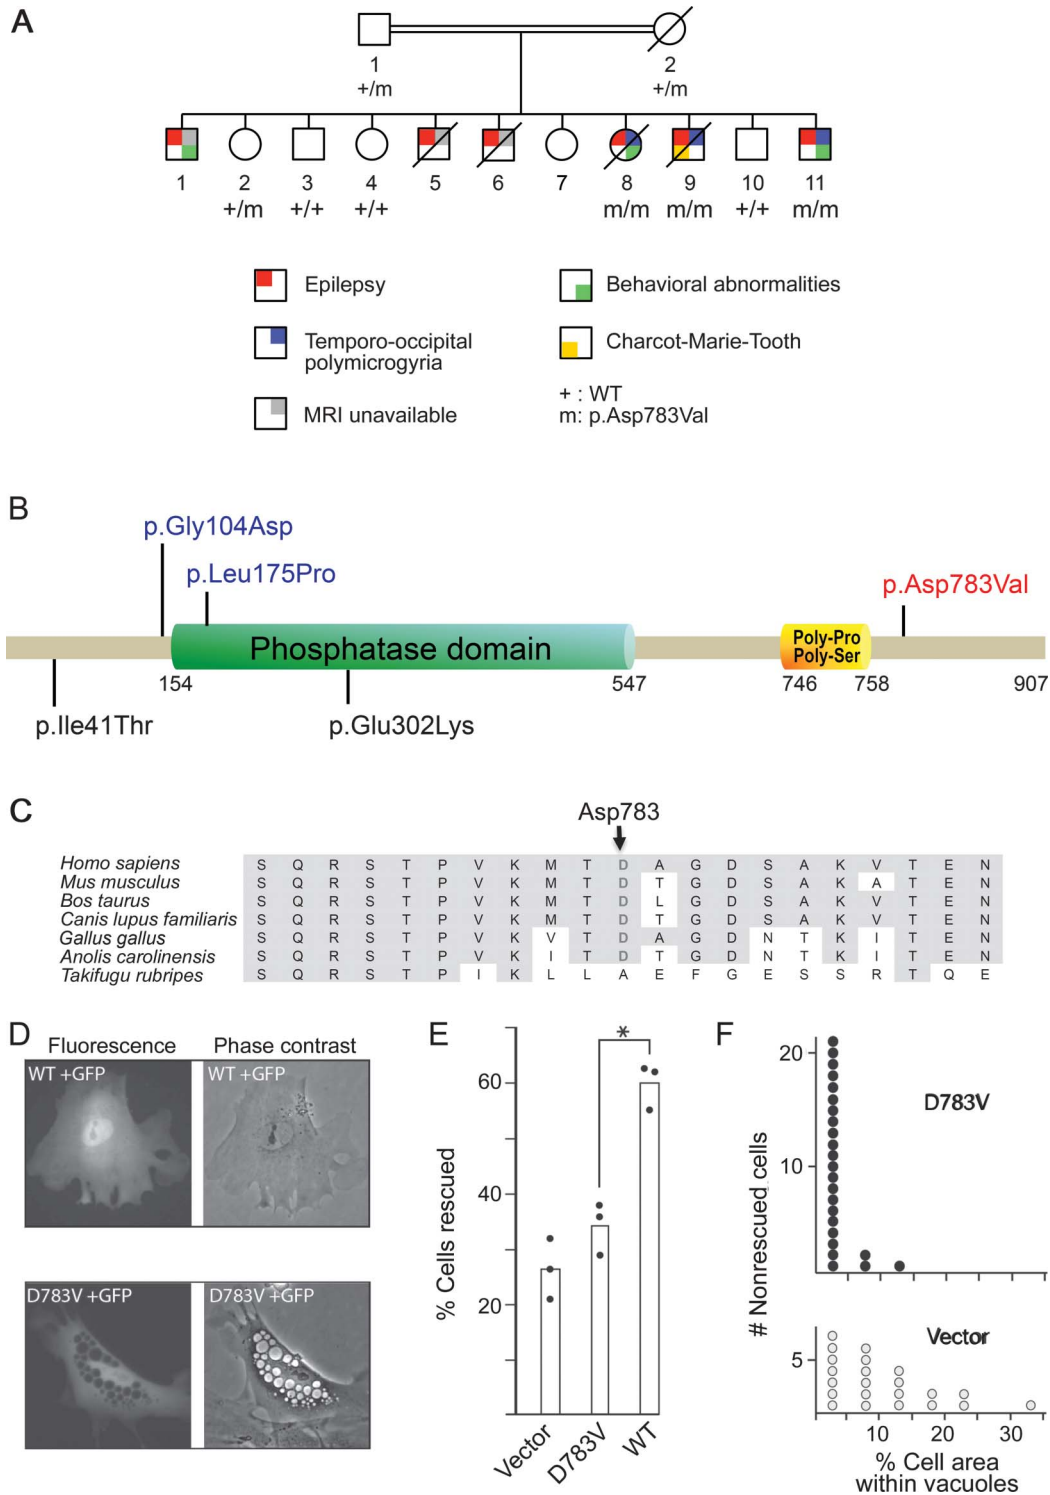 A
1
+/m
2
+/m
1
2
3
4
5
6
7
8
9
10
11
+/m
+/+
+/+
m/m
m/m
+/+
m/m
Epilepsy
Behavioral abnormalities
Temporo-occipital
polymicrogyria
Charcot-Marie-Tooth
MRI unavailable
+ : WT
m: p.Asp783Val
B
p.Gly104Asp
p.Leu175Pro
p.Asp783Val
Phosphatase domain
Poly-Pro
Poly-Ser
154
547
746
758
907
p.Ile41Thr
p.Glu302Lys
C
Asp783
Homo sapiens S Q R S T P V K M T D A G D S A K V T E N
Mus musculus S Q R S T P V K M T D T G D S A K A T E N
Bos taurus S Q R S T P V K M T D L G D S A K V T E N
Canis lupus familiaris S Q R S T P V K M T D T G D S A K V T E N
Gallus gallus S Q R S T P V K V T D A G D N T K I T E N
Anolis carolinensis S Q R S T P V K I T D T G D N T K I T E N
Takifugu rubripes S Q R S T P I K L L A E F G E S S R T Q E
D
Fluorescence
Phase contrast
WT +GFP
WT +GFP
D783V +GFP
D783V +GFP
E
% Cells rescued
60
40
20
*
Vector
D783V
WT
F
# Nonrescued cells
20
10
D783V
5
Vector
10
20
30
% Cell area
within vacuoles